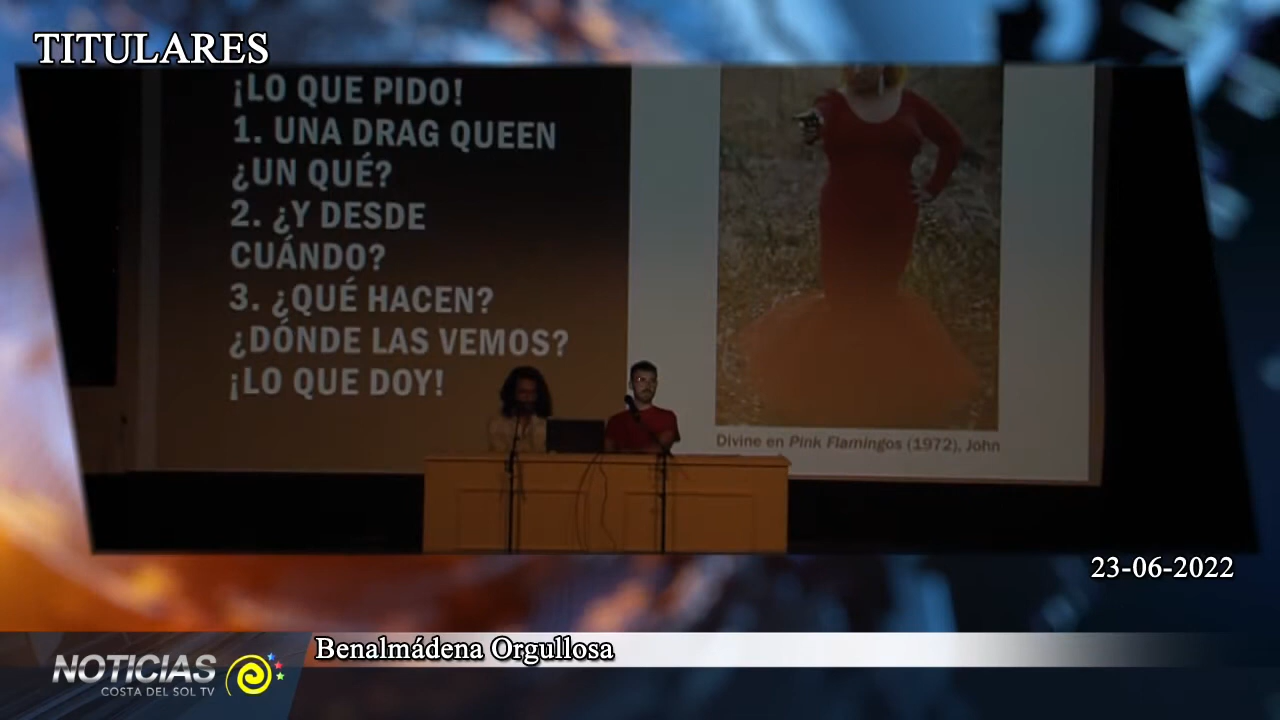 TITULARES
¡LO QUE PIDO!
1. UNA DRAG QUEEN
¿UN QUÉ?
2. ¿Y DESDE
CUÁNDO?
3. ¿QUÉ HACEN?
¿DÓNDE LAS VEMOS?
¡LO QUE DOY!
Divine en Pink Flamingos (1972), John
23-06-2022
Benalmádena Orgullosa
NOTICIAS
COSTA DEL SOL TV